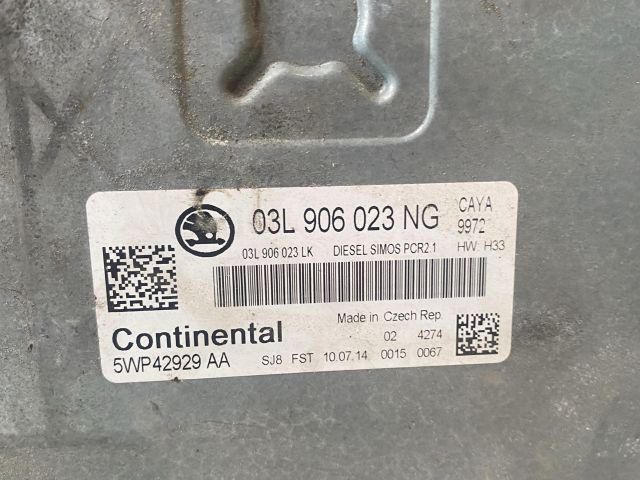 03L 906 023 NG CAYA
9972
03L 906 023 LK DIESEL SIMOS PCR2.1 HW: H33
Continental Made in Czech Rep.
02 4274
5WP42929 AA SJ8 FST 10.07.14 0015 0067